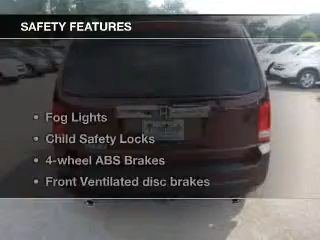 SAFETY FEATURES
• Fog Lights
• Child Safety Locks
• 4-wheel ABS Brakes
• Front Ventilated disc brakes